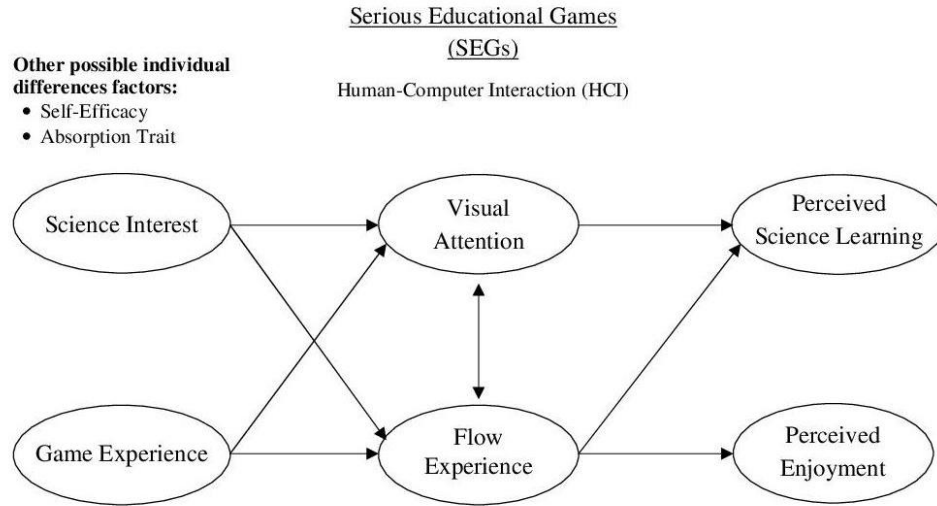 Serious Educational Games
(SEGs)
Human-Computer Interaction (HCI)
Other possible individual
differences factors:
• Self-Efficacy
• Absorption Trait
Science Interest
Visual
Attention
Perceived
Science Learning
Game Experience
Flow
Experience
Perceived
Enjoyment